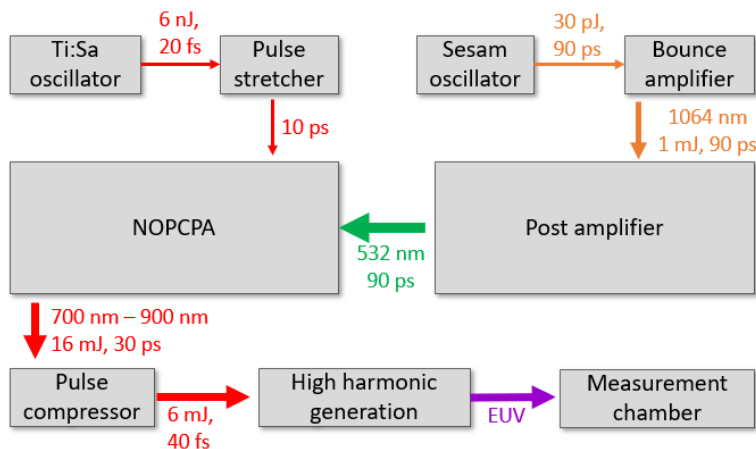 6 nJ,
20 fs
30 pJ,
90 ps
Ti:Sa
oscillator
Pulse
stretcher
Sesam
oscillator
Bounce
amplifier
10 ps
1064 nm
1 mJ, 90 ps
NOPCPA
Post amplifier
532 nm
90 ps
700 nm – 900 nm
16 mJ, 30 ps
Pulse
compressor
6 mJ,
40 fs
High harmonic
generation
EUV
Measurement
chamber